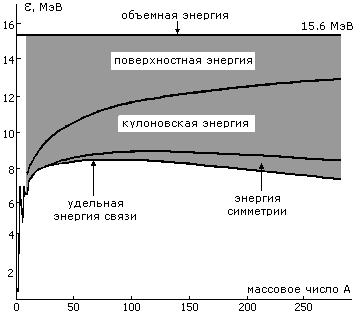 ε, МэВ
объемная энергия
16
15.6 МэВ
поверхностная энергия
14
12
кулоновская энергия
10
8
6
удельная
энергия связи
энергия
симметрии
4
2
массовое число А
0
0
50
100
150
200
250